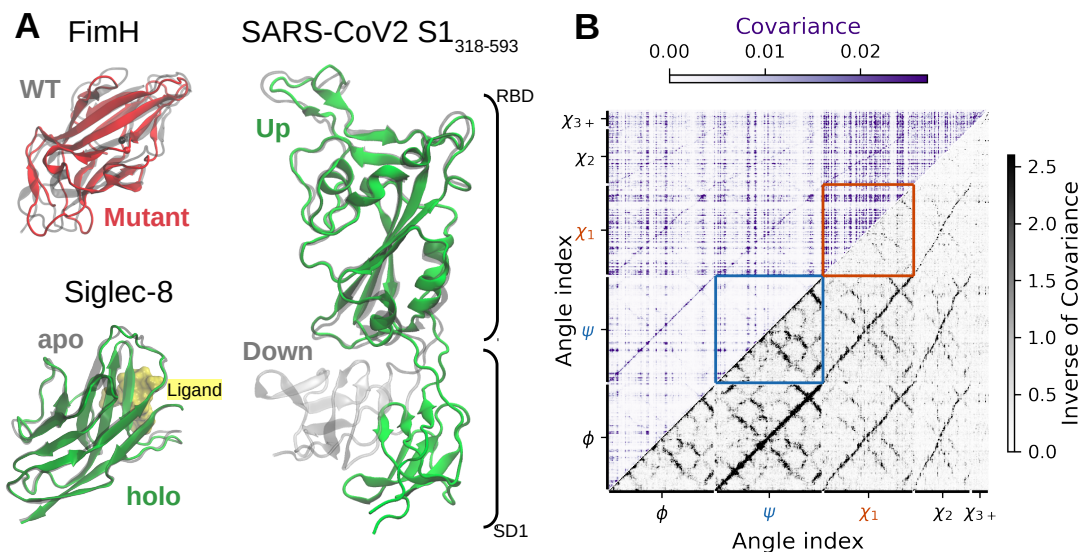 A
FimH
SARS-CoV2 S1318-593
WT
Mutant
Up
RBD
Siglec-8
apo
Ligand
holo
Down
SD1
B
Covariance
0.00 0.01 0.02
χ3+
χ2
χ1
ψ
ϕ
Angle index
ϕ ψ χ1 χ2 χ3+
Angle index
2.5
2.0
1.5
1.0
0.5
0.0
Inverse of Covariance